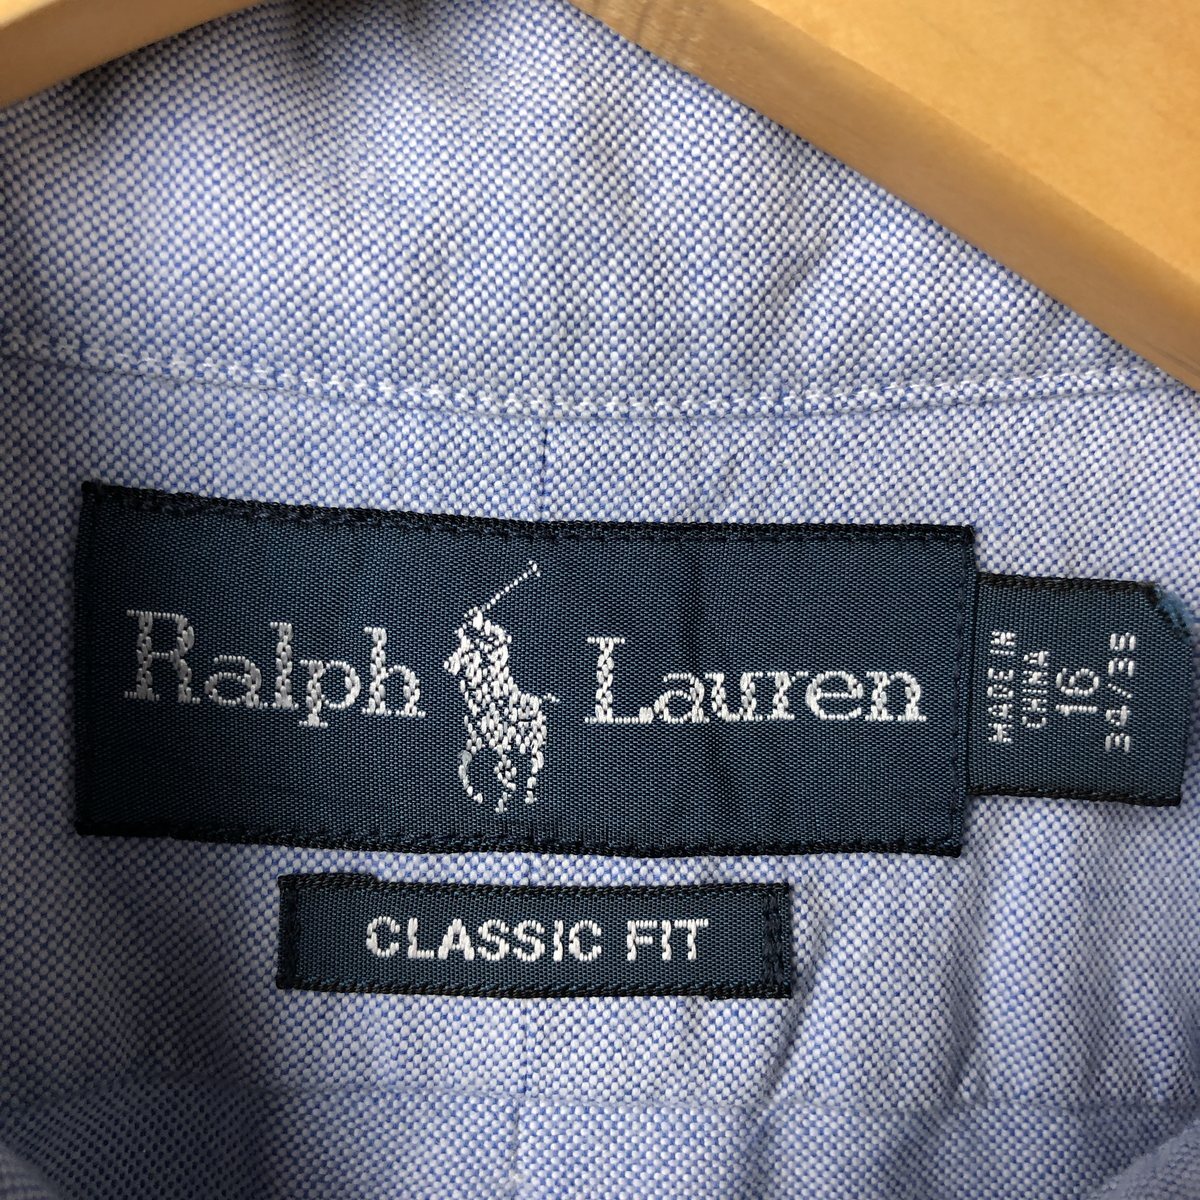 Ralph Lauren
CLASSIC FIT
MADE IN
CHINA
16
34/35